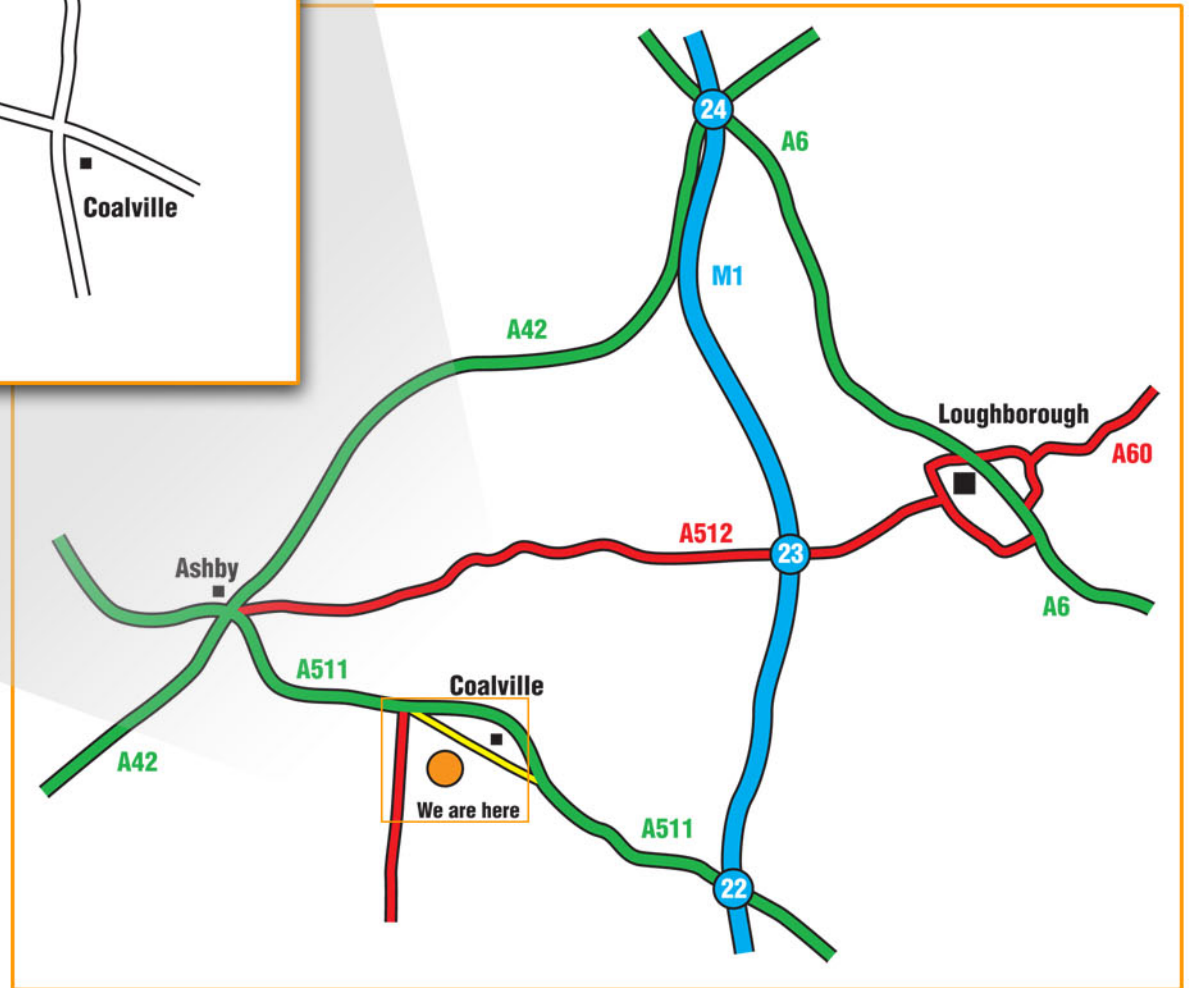 Coalville
24
A6
M1
A42
Loughborough
A60
A512
23
Ashby
A6
A511
Coalville
A42
We are here
A511
22